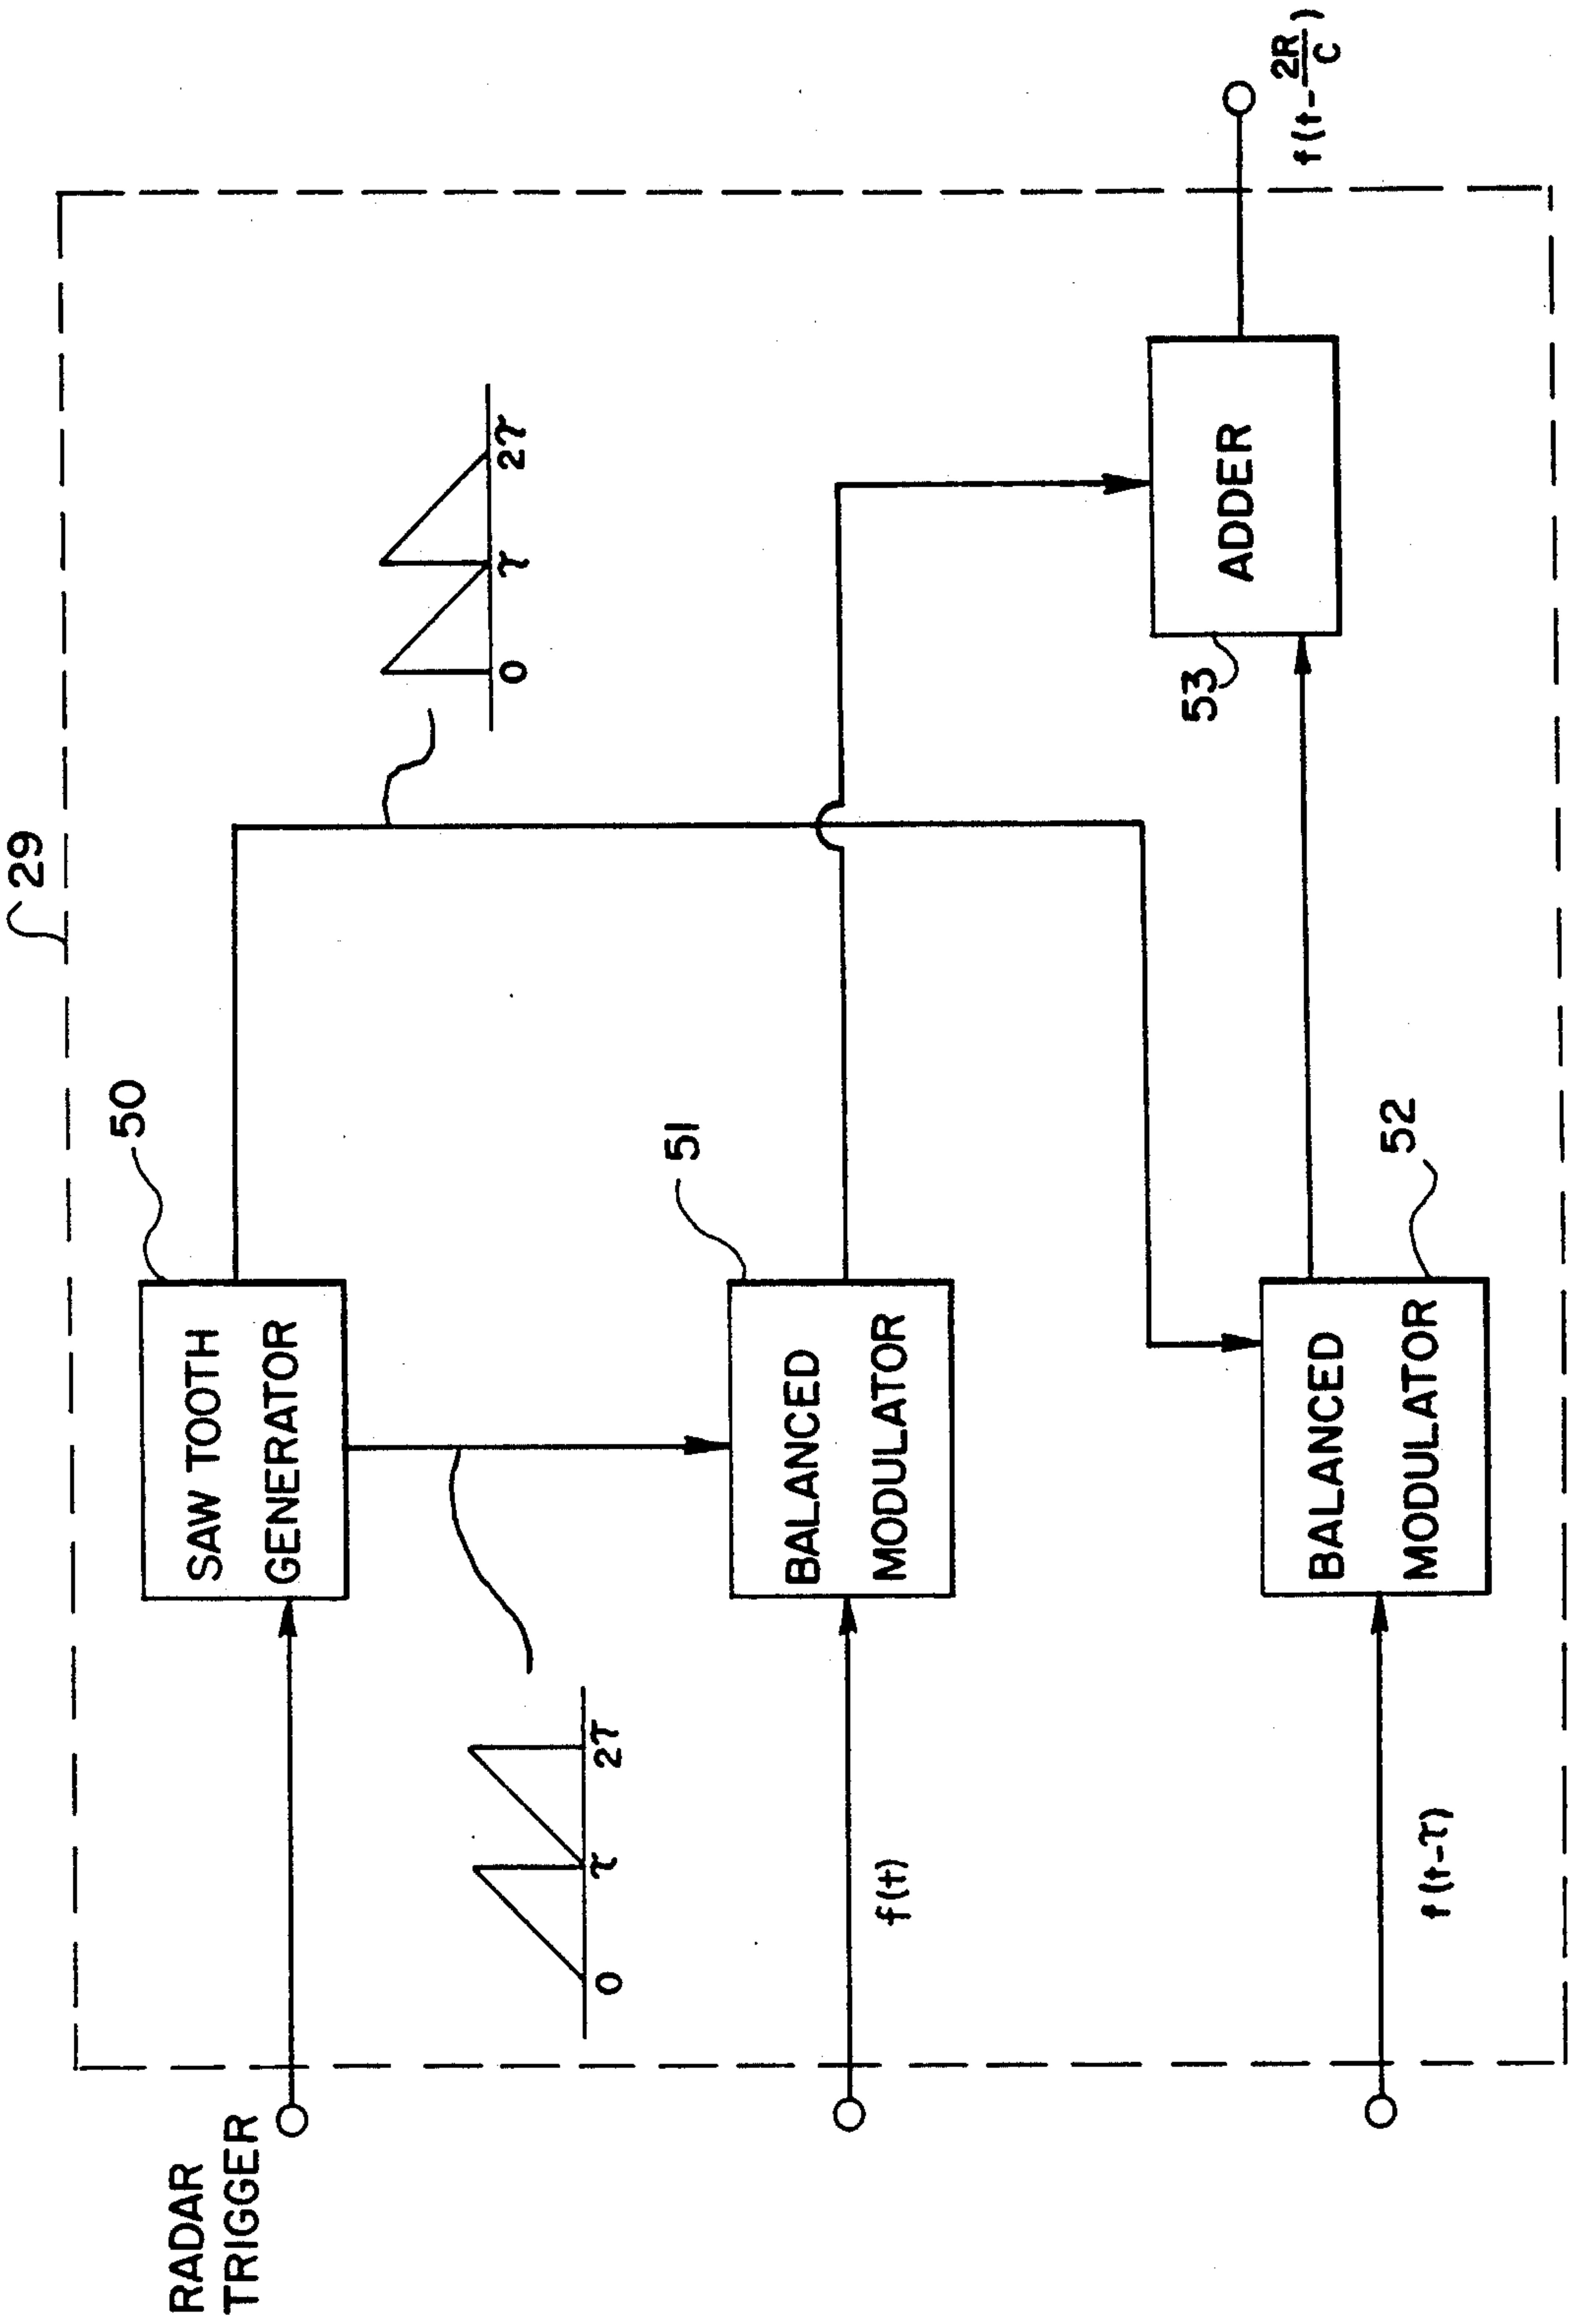 29
RADAR
TRIGGER
SAW TOOTH
GENERATOR
50
0 τ 2τ
0 τ 2τ
f(t)
BALANCED
MODULATOR
51
f(t-τ)
BALANCED
MODULATOR
52
ADDER
53
f(t-2R/C)